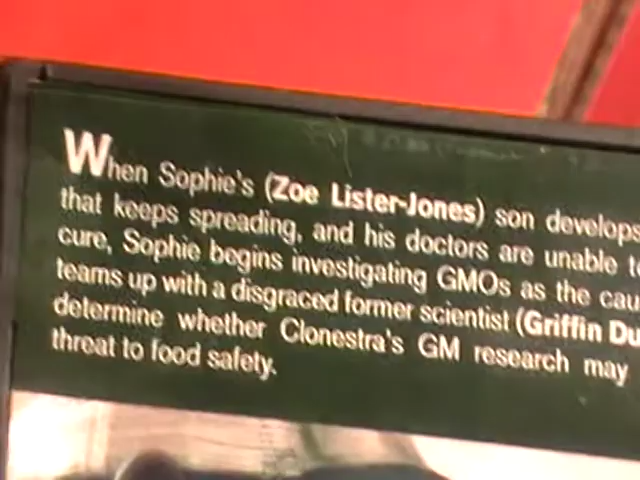 When Sophie's (Zoe Lister-Jones) son develops
that keeps spreading, and his doctors are unable
cure, Sophie begins investigating GMOs as the
teams up with a disgraced former scientist (Griffin
determine whether Clonestra's GM research may
threat to food safety.